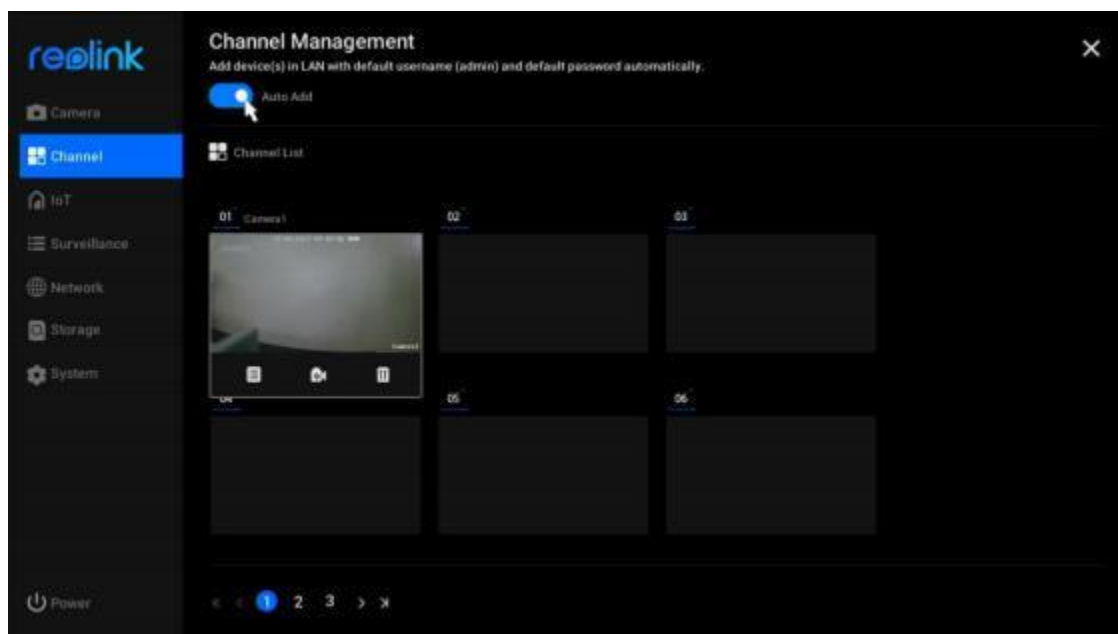 reolink
Channel Management
Add device(s) in LAN with default username (admin) and default password automatically.
Auto Add
Camera
Channel
Channel List
IoT
01 Camera1
02
03
Surveillance
Network
Storage
System
05
06
Power
1 2 3